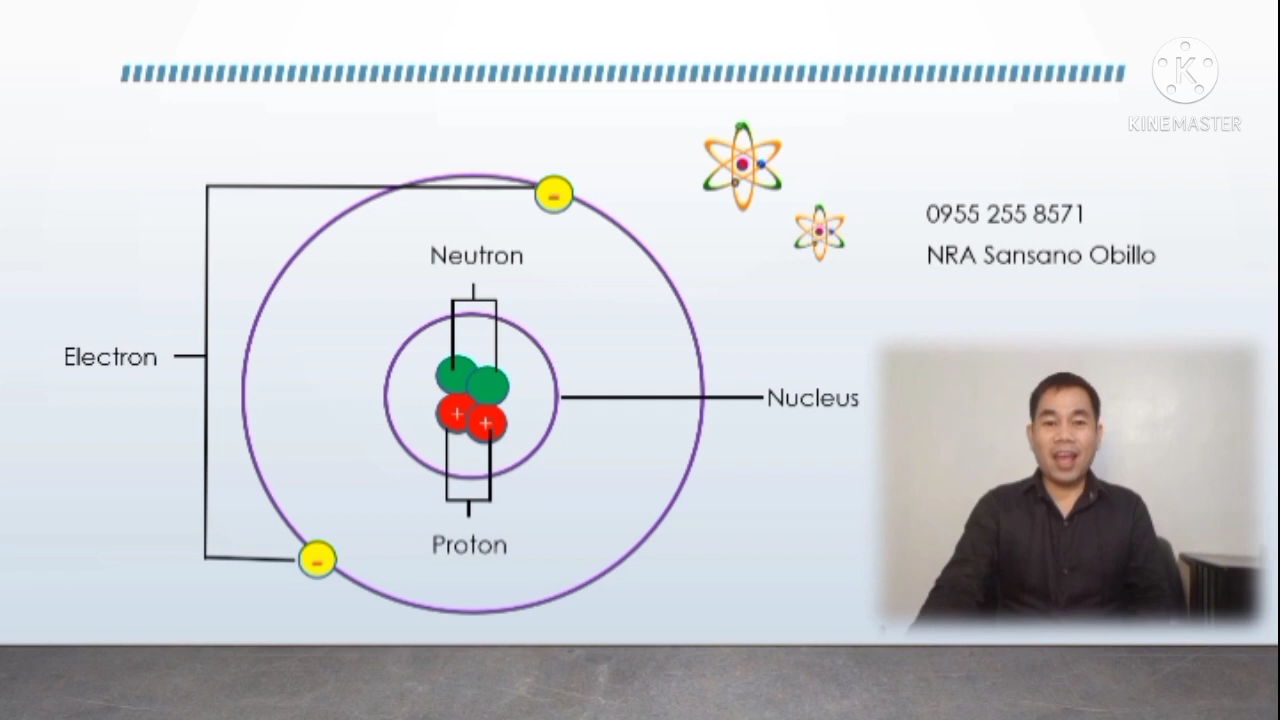 K
KINEMASTER
0955 255 8571
NRA Sansano Obillo
-
Neutron
Electron
+
+
Nucleus
Proton
-